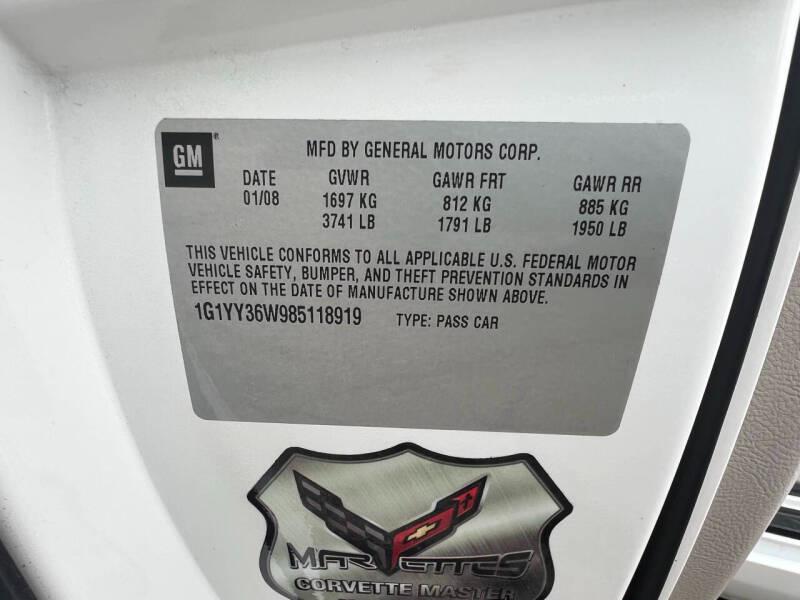 GM®
MFD BY GENERAL MOTORS CORP.
DATE GVWR GAWR FRT GAWR RR
01/08 1697 KG 812 KG 885 KG
3741 LB 1791 LB 1950 LB
THIS VEHICLE CONFORMS TO ALL APPLICABLE U.S. FEDERAL MOTOR
VEHICLE SAFETY, BUMPER, AND THEFT PREVENTION STANDARDS IN
EFFECT ON THE DATE OF MANUFACTURE SHOWN ABOVE.
1G1YY36W985118919 TYPE: PASS CAR
MARVETTES
CORVETTE MASTER